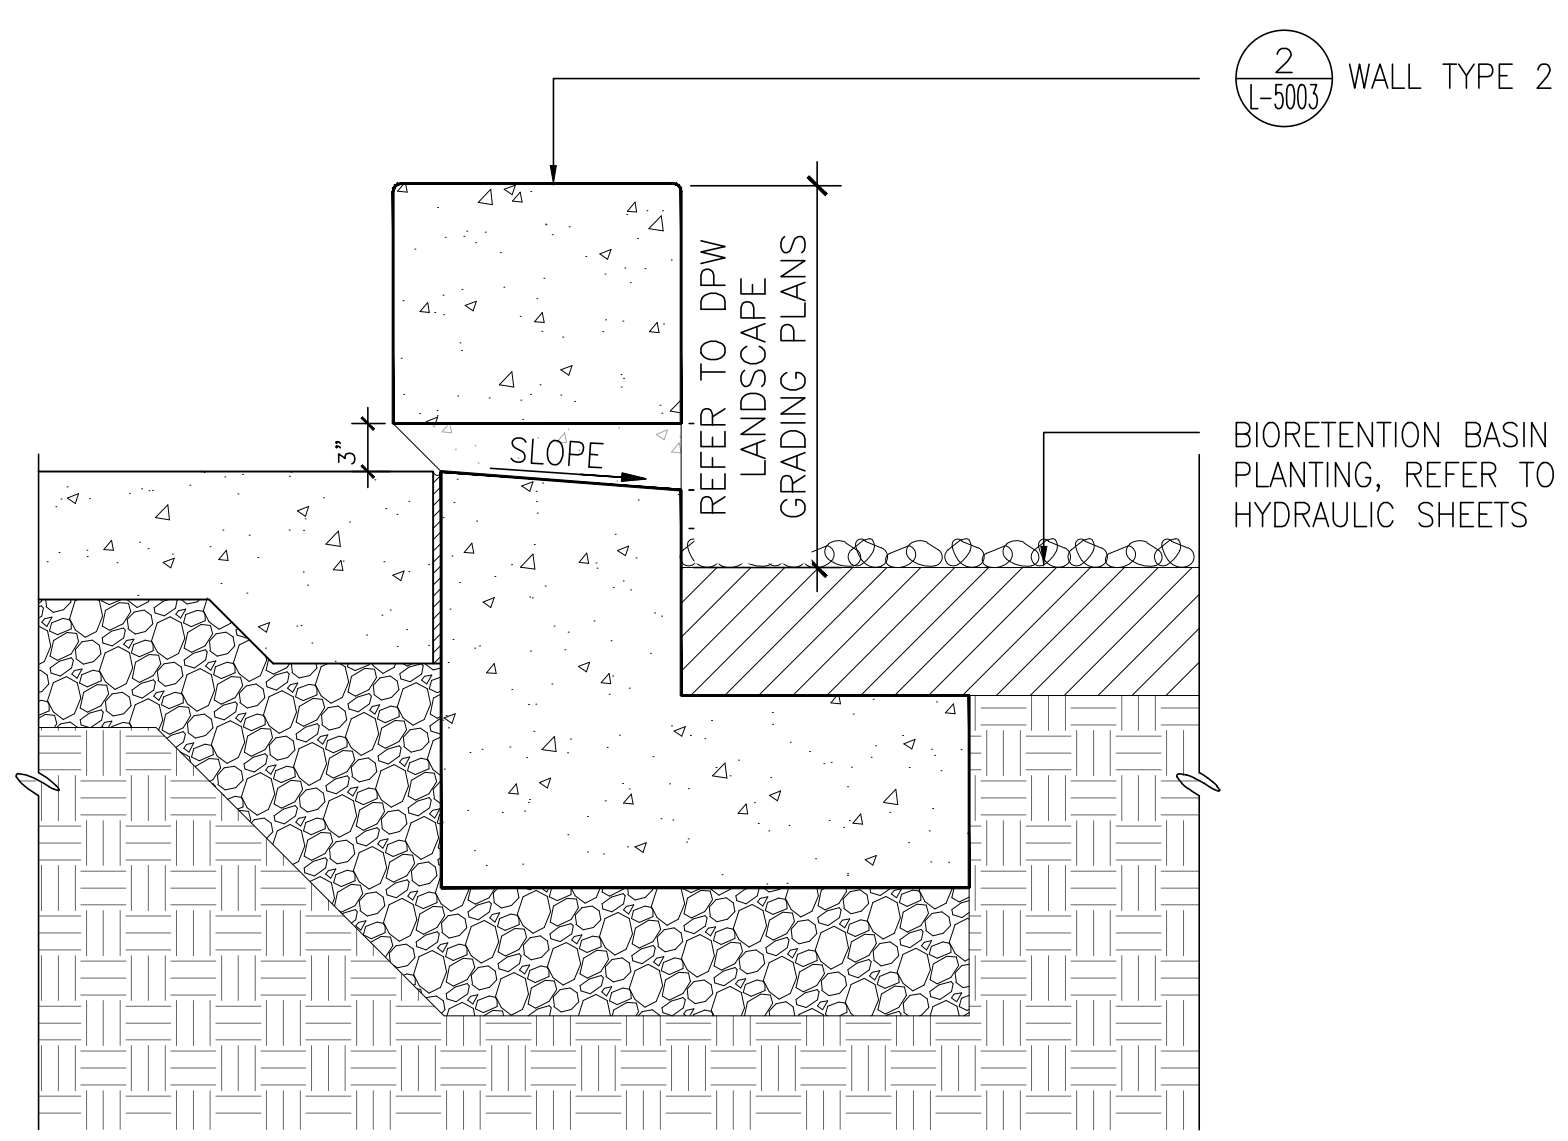 2
L-5003
WALL TYPE 2
REFER TO DPW
LANDSCAPE
GRADING PLANS
3"
SLOPE
BIORETENTION BASIN
PLANTING, REFER TO
HYDRAULIC SHEETS